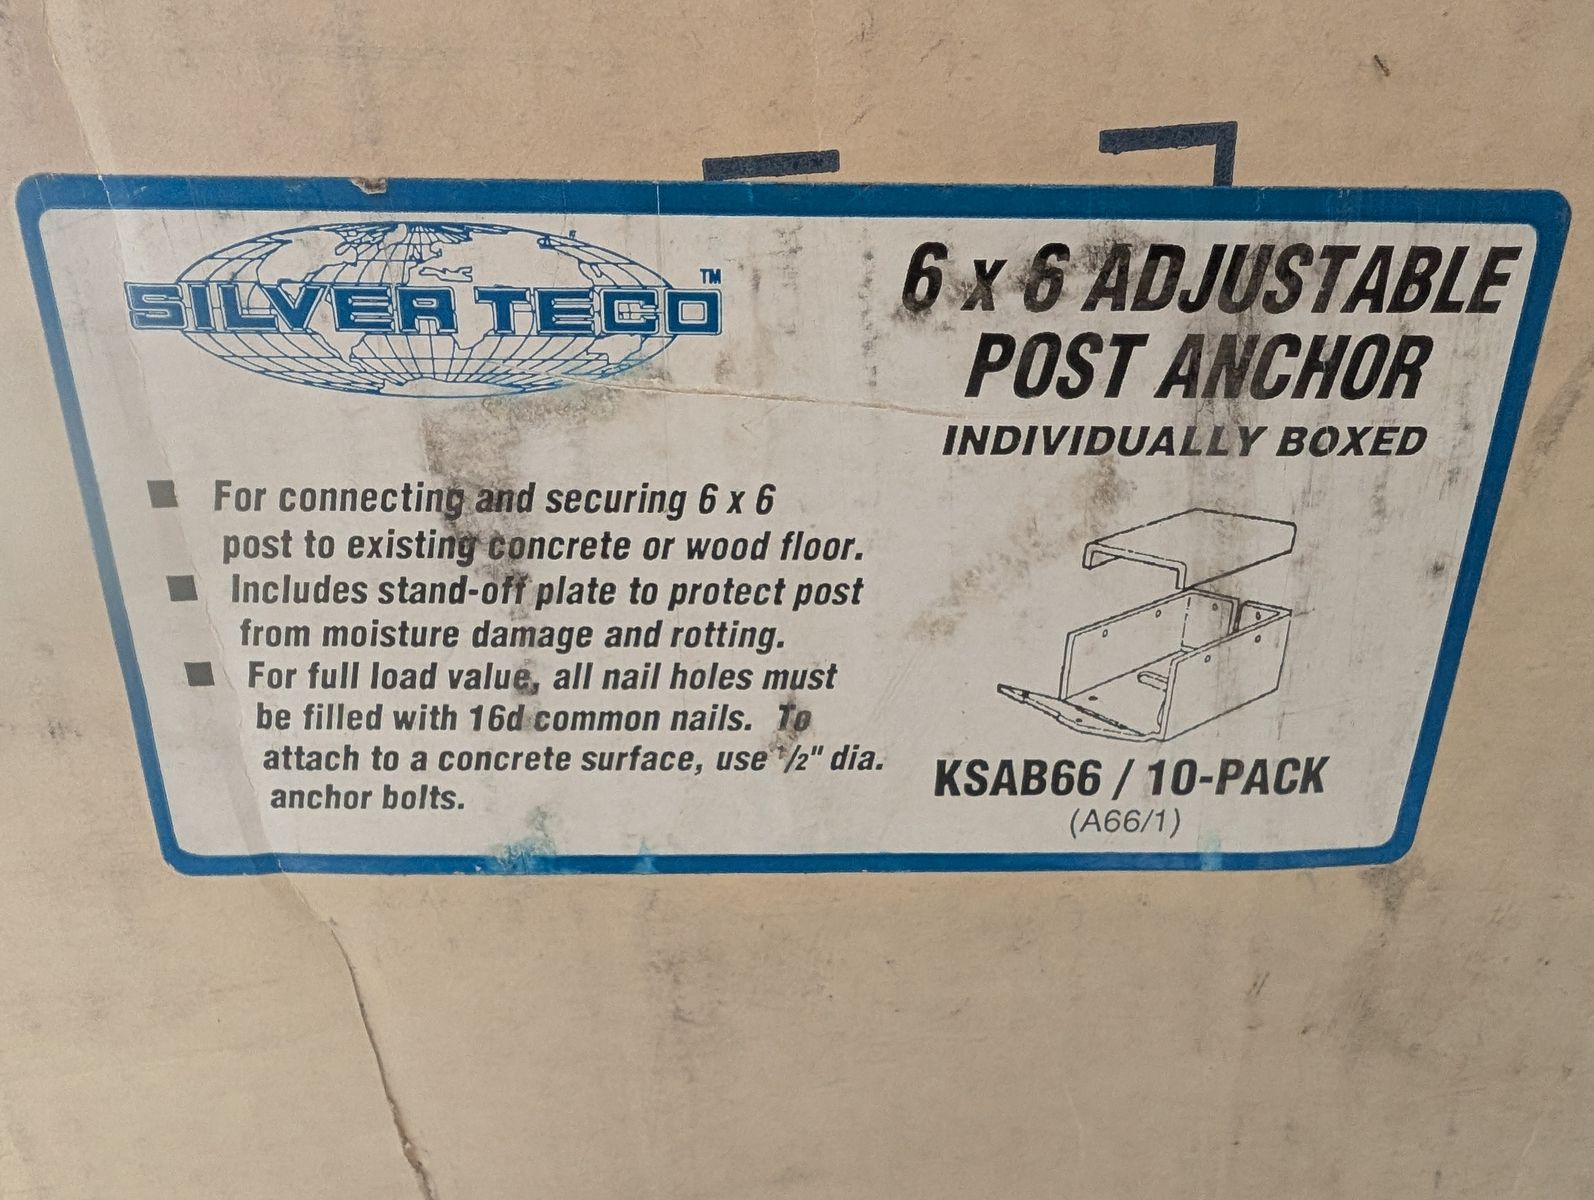 SILVER TECO™
6 x 6 ADJUSTABLE
POST ANCHOR
INDIVIDUALLY BOXED
■ For connecting and securing 6 x 6
post to existing concrete or wood floor.
■ Includes stand-off plate to protect post
from moisture damage and rotting.
■ For full load value, all nail holes must
be filled with 16d common nails. To
attach to a concrete surface, use 1/2" dia.
anchor bolts.
KSAB66 / 10-PACK
(A66/1)